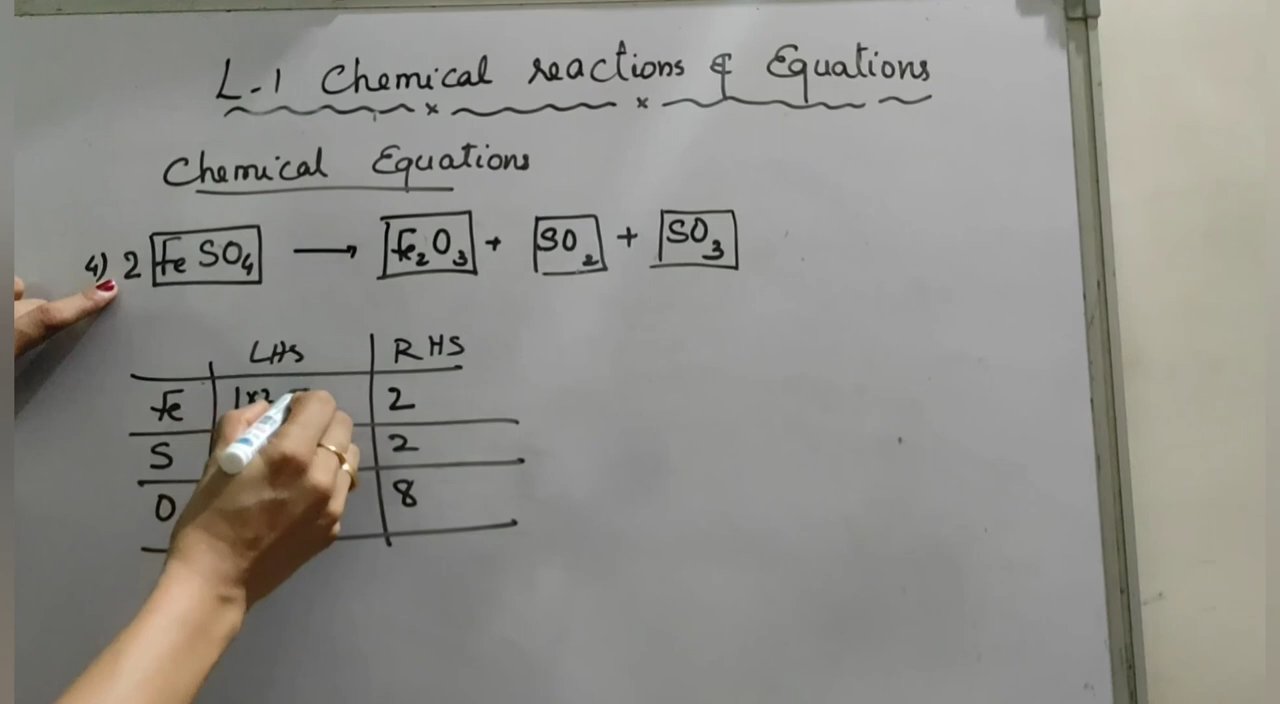 L-1 Chemical reactions & Equations
Chemical Equations
4) 2 FeSO4 → Fe2O3 + SO2 + SO3
LHS RHS
Fe 1x2 2
S 2
O 8